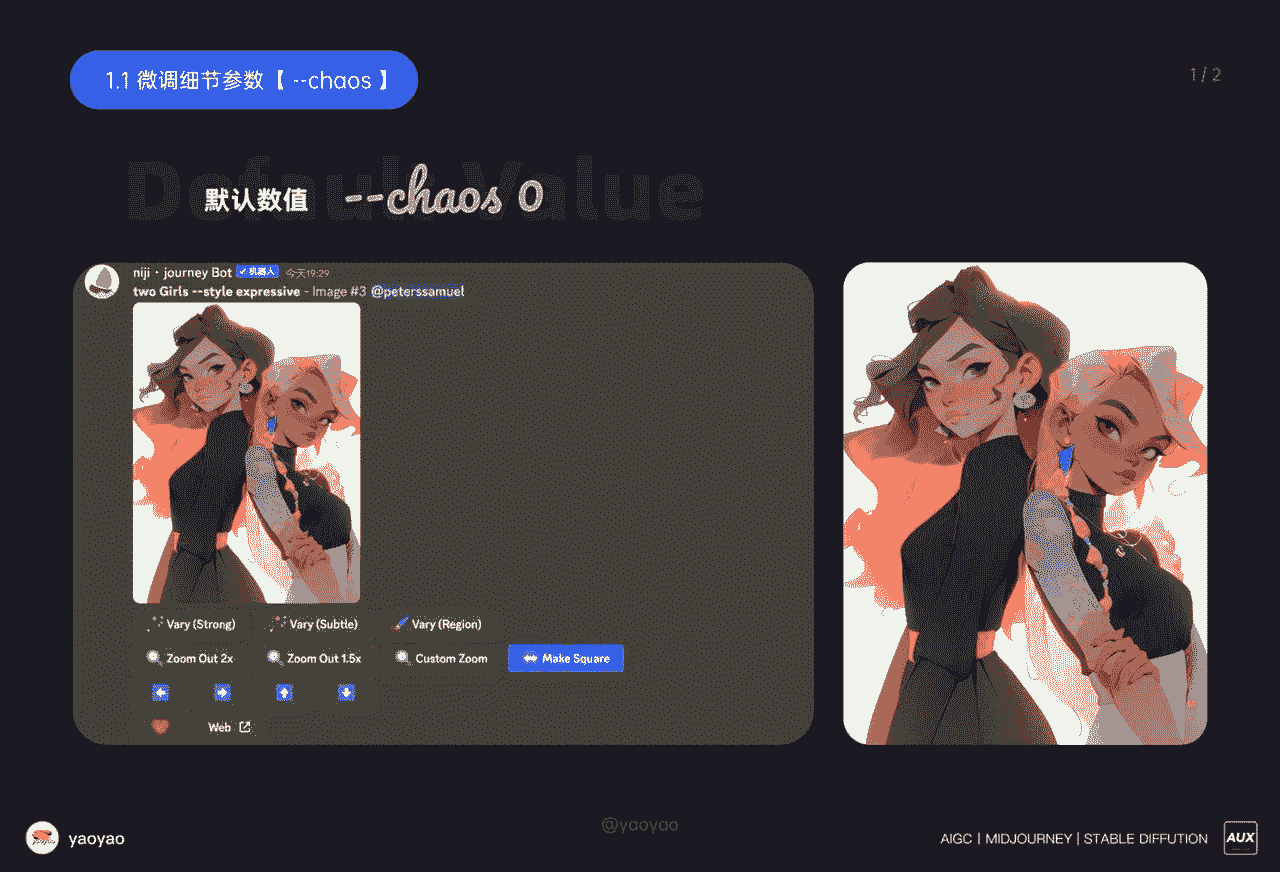 1.1 微调细节参数【 --chaos 】
1 / 2
Default Value
默认数值 --chaos 0
niji · journey Bot ✔ 机器人 今天19:29
two Girls --style expressive - Image #3 @peterssamuel
Vary (Strong) Vary (Subtle) Vary (Region)
Zoom Out 2x Zoom Out 1.5x Custom Zoom Make Square
Web
yaoyao
@yaoyao
AIGC | MIDJOURNEY | STABLE DIFFUTION
AUX